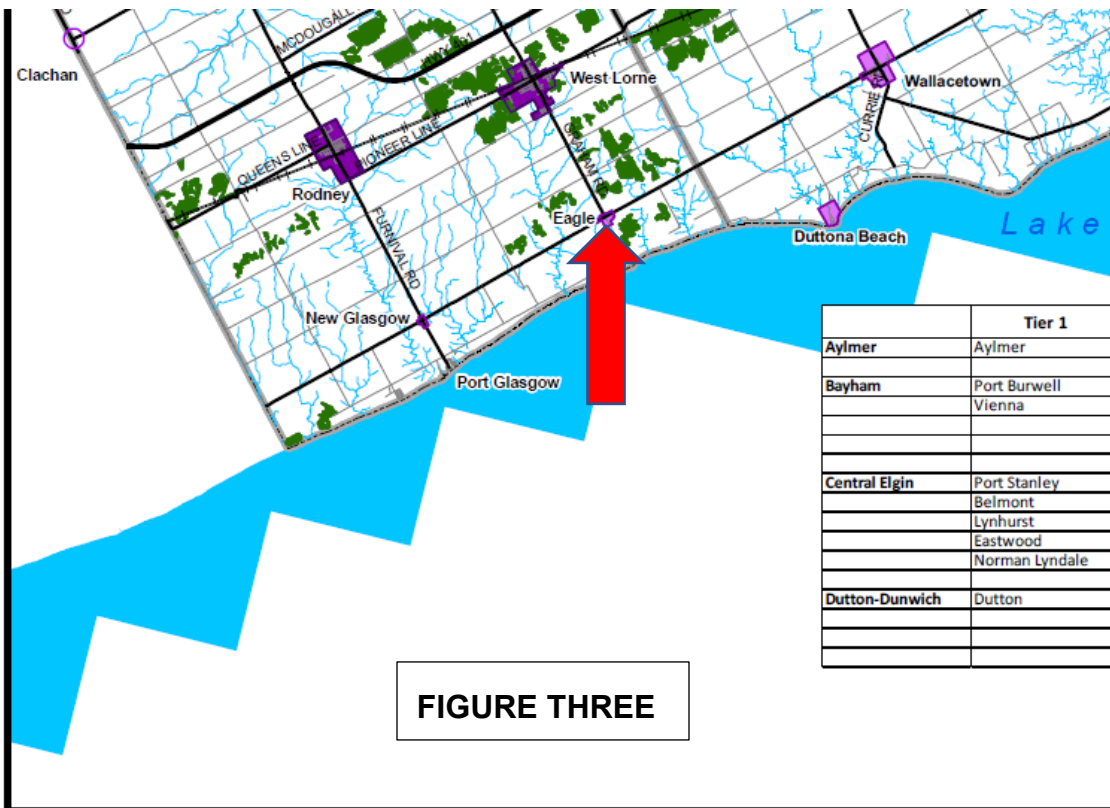 MCDOUGALL
HWY 401
Clachan
West Lorne
Wallacetown
CURRIE
QUEENS LINE
PIONEER LINE
GRAHAM RD
Rodney
FURNIVAL RD
Eagle
Duttona Beach
Lake
New Glasgow
Port Glasgow
Tier 1
Aylmer Aylmer
Bayham Port Burwell
Vienna
Central Elgin Port Stanley
Belmont
Lynhurst
Eastwood
Norman Lyndale
Dutton-Dunwich Dutton
FIGURE THREE